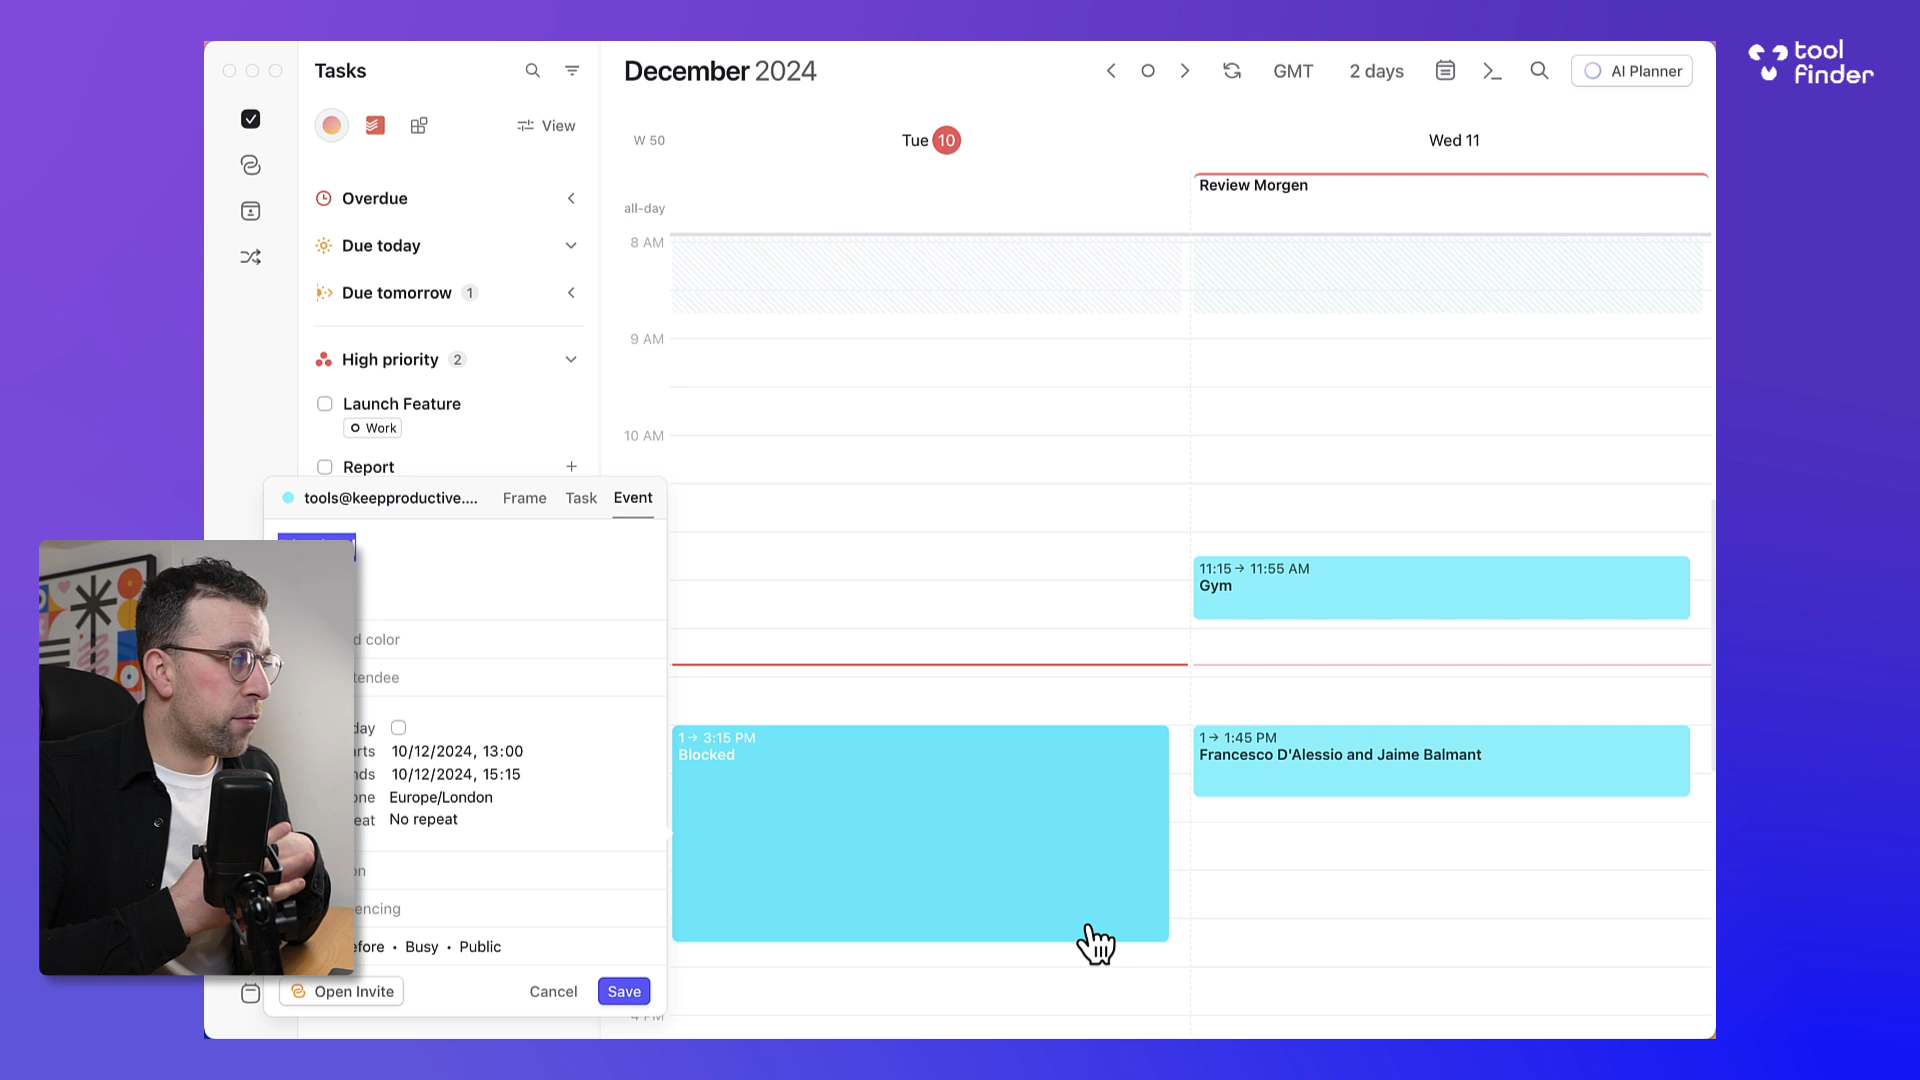 Tasks
View
Overdue
Due today
Due tomorrow 1
High priority 2
Launch Feature
Work
Report
tools@keepproductive.... Frame Task Event
d color
tendee
day
rts 10/12/2024, 13:00
nds 10/12/2024, 15:15
one Europe/London
eat No repeat
on
encing
efore • Busy • Public
Open Invite Cancel Save
December 2024
GMT 2 days AI Planner
W 50 Tue 10 Wed 11
Review Morgen
all-day
8 AM
9 AM
10 AM
11:15 → 11:55 AM
Gym
1 → 3:15 PM
Blocked
1 → 1:45 PM
Francesco D'Alessio and Jaime Balmant
4 PM
tool
finder